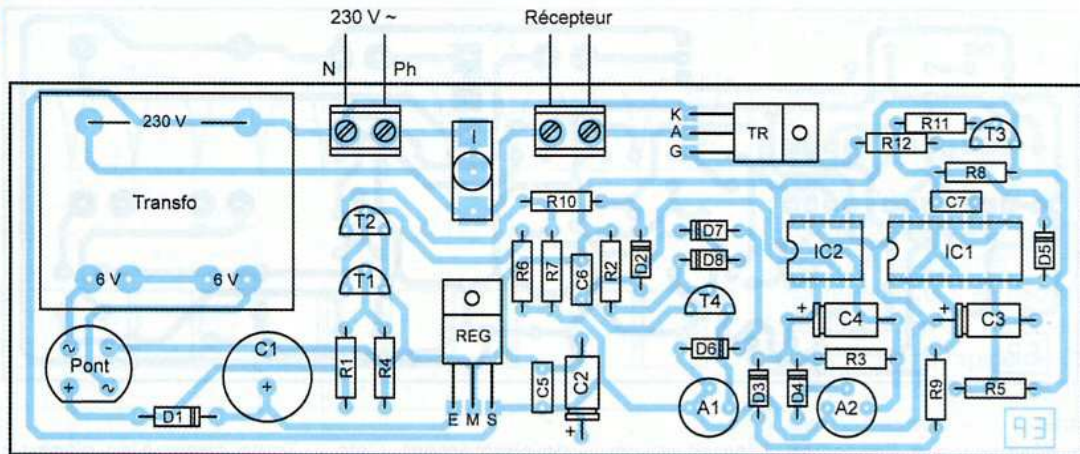 230 V ~ Récepteur
N Ph
230 V
I
K
A
G
TR
R11
R12
T3
R8
Transfo
R10
T2
C7
D7
IC2
IC1
D5
R6
R7
C6
R2
D2
D8
6 V 6 V
T1
T4
REG
C4
C3
+
+
Pont
~
-
+
~
C1
+
R1
R4
D6
R3
C5
C2
D3
D4
R9
R5
A1
A2
D1
E M S
+
93